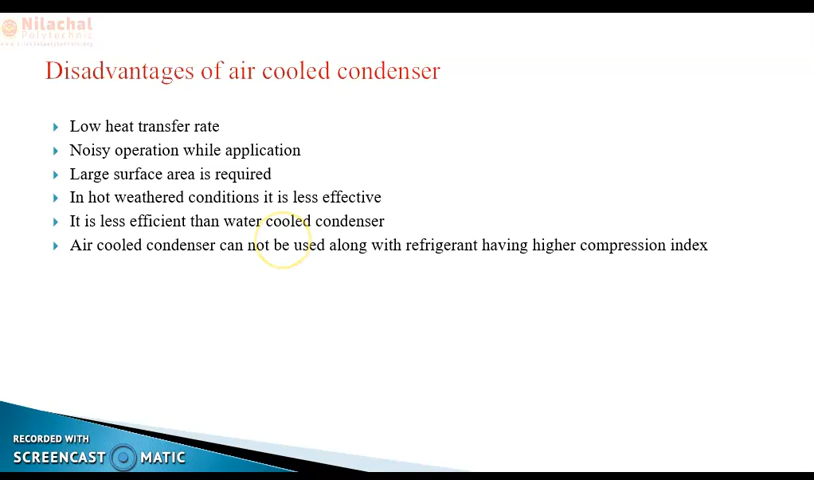 Nilachal
Polytechnic
Disadvantages of air cooled condenser
Low heat transfer rate
Noisy operation while application
Large surface area is required
In hot weathered conditions it is less effective
It is less efficient than water cooled condenser
Air cooled condenser can not be used along with refrigerant having higher compression index
RECORDED WITH
SCREENCAST MATIC